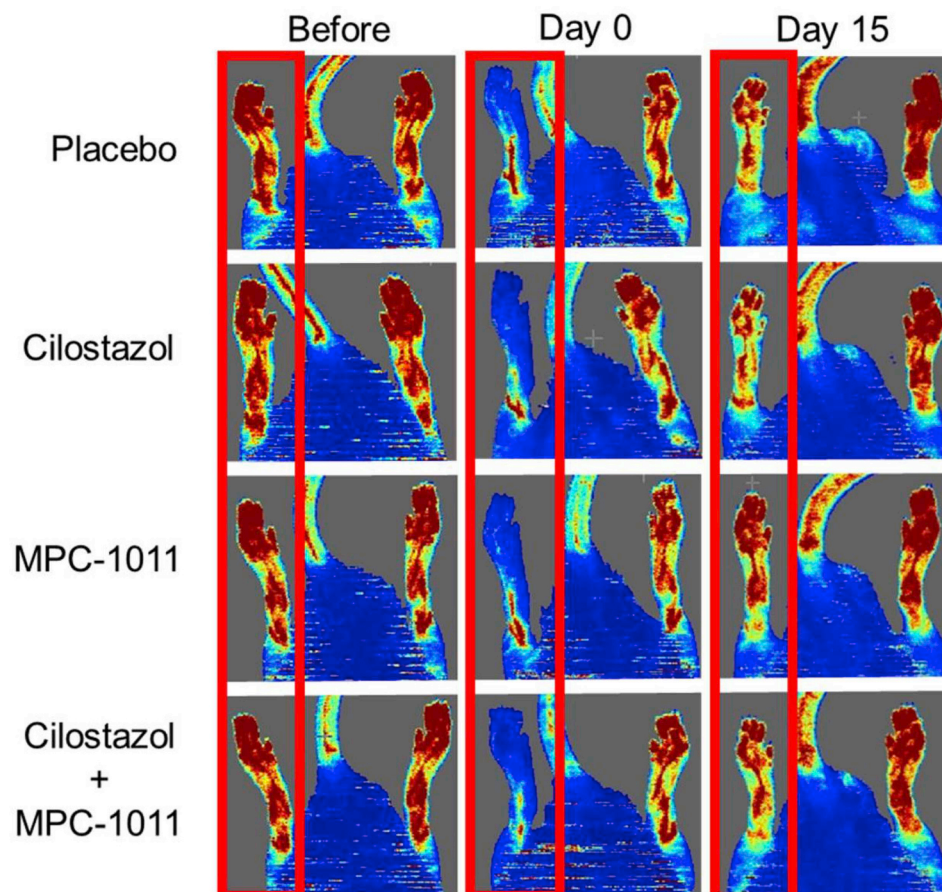 Before Day 0 Day 15
Placebo
Cilostazol
MPC-1011
Cilostazol
+
MPC-1011